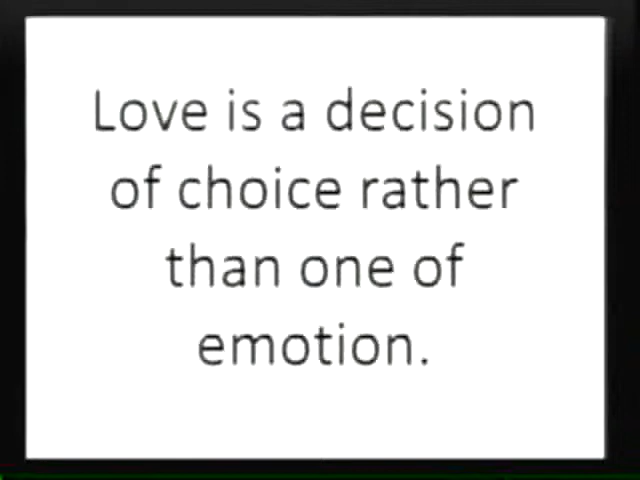 Love is a decision
of choice rather
than one of
emotion.